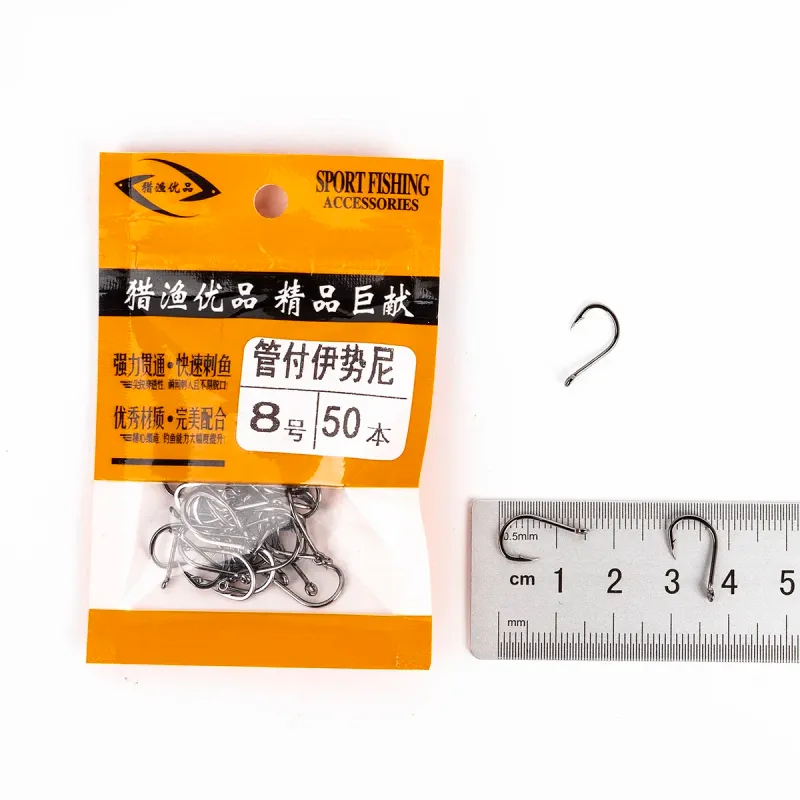 猎渔优品
SPORT FISHING
ACCESSORIES
猎渔优品 精品巨献
强力贯通·快速刺鱼
优秀材质·完美配合
管付伊势尼
8号 50本
0.5mm
cm 1 2 3 4 5
mm